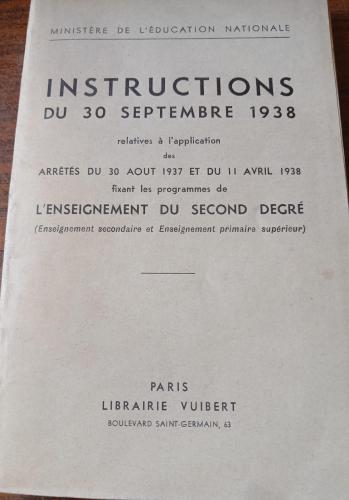 MINISTÈRE DE L'ÉDUCATION NATIONALE
INSTRUCTIONS
DU 30 SEPTEMBRE 1938
relatives à l'application
des
ARRÊTÉS DU 30 AOUT 1937 ET DU 11 AVRIL 1938
fixant les programmes de
L'ENSEIGNEMENT DU SECOND DEGRÉ
(Enseignement secondaire et Enseignement primaire supérieur)
PARIS
LIBRAIRIE VUIBERT
BOULEVARD SAINT-GERMAIN, 63